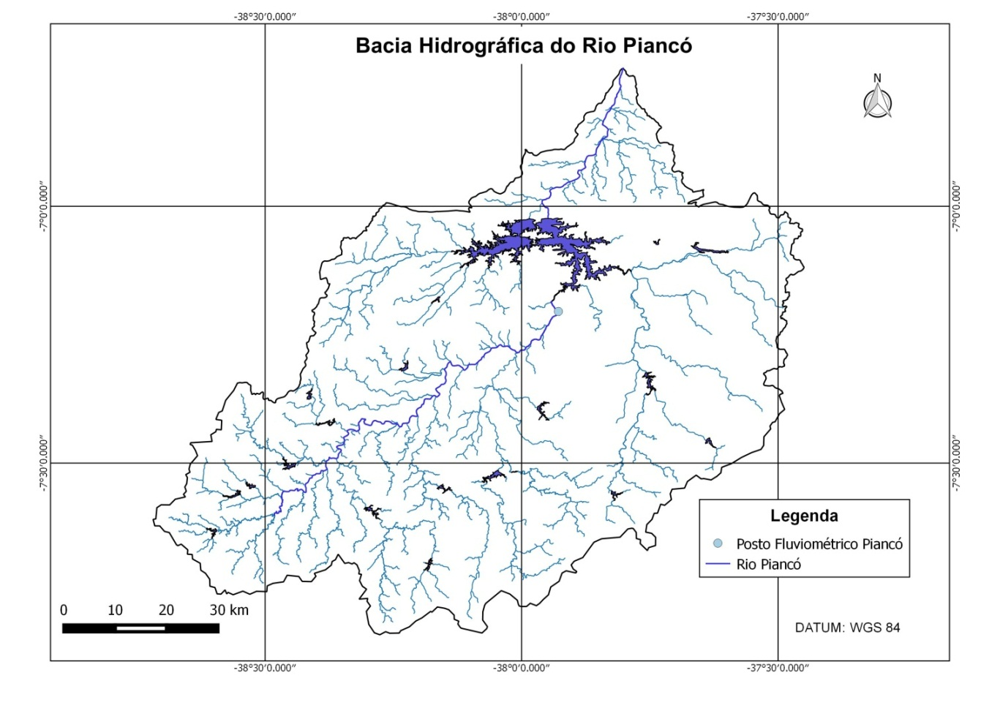 -38°30′0.000″
-38°0′0.000″
-37°30′0.000″
Bacia Hidrográfica do Rio Piancó
N
-7°0′0.000″
-7°0′0.000″
-7°30′0.000″
-7°30′0.000″
Legenda
Posto Fluviométrico Piancó
Rio Piancó
0 10 20 30 km
DATUM: WGS 84
-38°30′0.000″
-38°0′0.000″
-37°30′0.000″